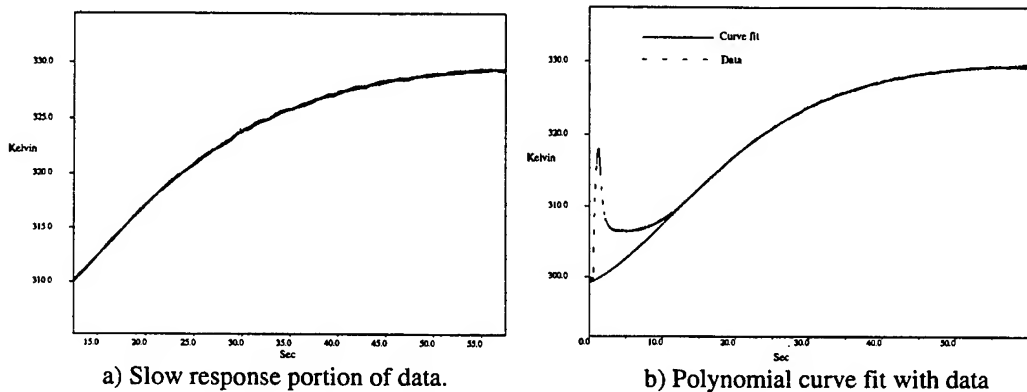 330.0
325.0
Kelvin
320.0
315.0
310.0
15.0 20.0 25.0 30.0 35.0 40.0 45.0 50.0 55.0
Sec
a) Slow response portion of data.
Curve fit
Data
330.0
320.0
Kelvin
310.0
300.0
0.0 10.0 20.0 30.0 40.0 50.0
Sec
b) Polynomial curve fit with data